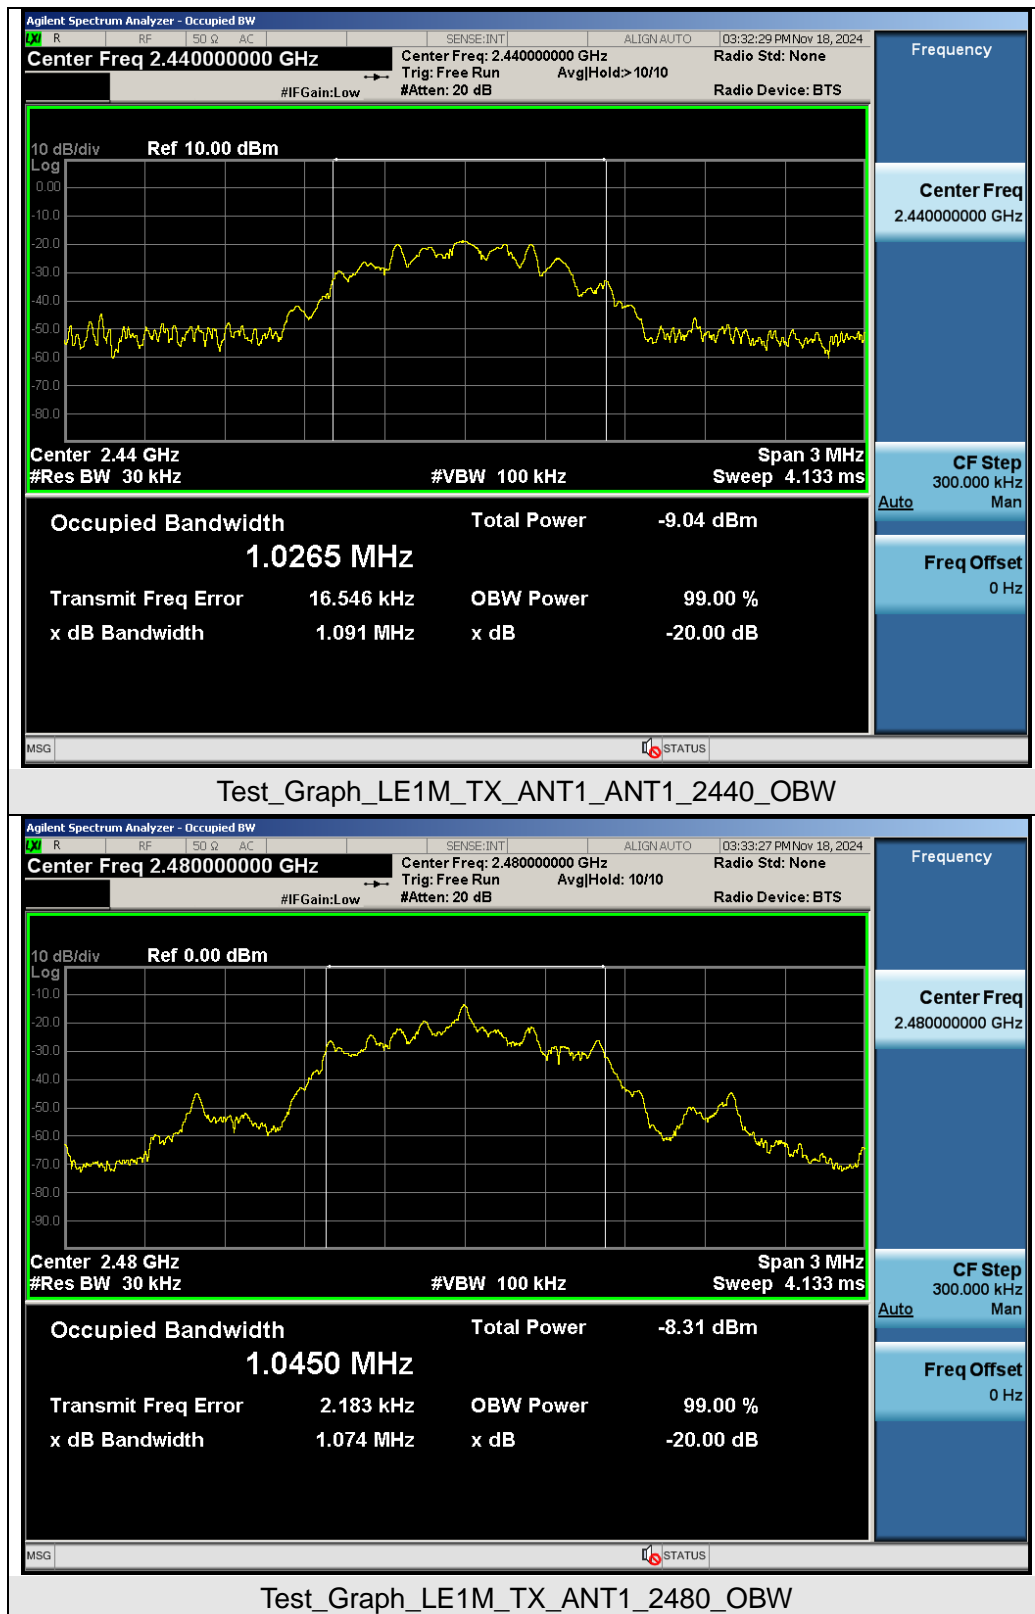 Agilent Spectrum Analyzer - Occupied BW
LXI R RF 50 Ω AC SENSE:INT ALIGN AUTO 03:32:29 PM Nov 18, 2024
Center Freq 2.440000000 GHz Center Freq: 2.440000000 GHz Radio Std: None
Trig: Free Run Avg|Hold:>10/10
#IFGain:Low #Atten: 20 dB Radio Device: BTS
Frequency
10 dB/div Ref 10.00 dBm
Log
0.00
-10.0
-20.0
-30.0
-40.0
-50.0
-60.0
-70.0
-80.0
Center 2.44 GHz Span 3 MHz
#Res BW 30 kHz #VBW 100 kHz Sweep 4.133 ms
Center Freq
2.440000000 GHz
CF Step
300.000 kHz
Auto Man
Freq Offset
0 Hz
Occupied Bandwidth Total Power -9.04 dBm
1.0265 MHz
Transmit Freq Error 16.546 kHz OBW Power 99.00 %
x dB Bandwidth 1.091 MHz x dB -20.00 dB
MSG STATUS
Test_Graph_LE1M_TX_ANT1_ANT1_2440_OBW
Agilent Spectrum Analyzer - Occupied BW
LXI R RF 50 Ω AC SENSE:INT ALIGN AUTO 03:33:27 PM Nov 18, 2024
Center Freq 2.480000000 GHz Center Freq: 2.480000000 GHz Radio Std: None
Trig: Free Run Avg|Hold: 10/10
#IFGain:Low #Atten: 20 dB Radio Device: BTS
Frequency
10 dB/div Ref 0.00 dBm
Log
-10.0
-20.0
-30.0
-40.0
-50.0
-60.0
-70.0
-80.0
-90.0
Center 2.48 GHz Span 3 MHz
#Res BW 30 kHz #VBW 100 kHz Sweep 4.133 ms
Center Freq
2.480000000 GHz
CF Step
300.000 kHz
Auto Man
Freq Offset
0 Hz
Occupied Bandwidth Total Power -8.31 dBm
1.0450 MHz
Transmit Freq Error 2.183 kHz OBW Power 99.00 %
x dB Bandwidth 1.074 MHz x dB -20.00 dB
MSG STATUS
Test_Graph_LE1M_TX_ANT1_2480_OBW